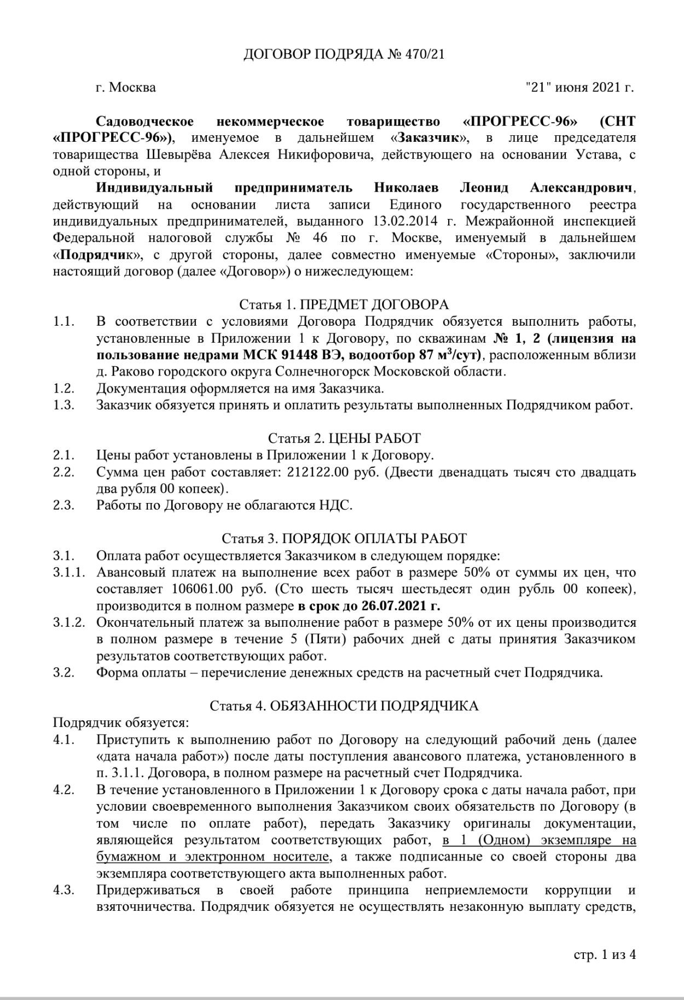 ДОГОВОР ПОДРЯДА № 470/21
г. Москва "21" июня 2021 г.
Садоводческое некоммерческое товарищество «ПРОГРЕСС-96» (СНТ
«ПРОГРЕСС-96»), именуемое в дальнейшем «Заказчик», в лице председателя
товарищества Шевырёва Алексея Никифоровича, действующего на основании Устава, с
одной стороны, и
Индивидуальный предприниматель Николаев Леонид Александрович,
действующий на основании листа записи Единого государственного реестра
индивидуальных предпринимателей, выданного 13.02.2014 г. Межрайонной инспекцией
Федеральной налоговой службы № 46 по г. Москве, именуемый в дальнейшем
«Подрядчик», с другой стороны, далее совместно именуемые «Стороны», заключили
настоящий договор (далее «Договор») о нижеследующем:
Статья 1. ПРЕДМЕТ ДОГОВОРА
1.1. В соответствии с условиями Договора Подрядчик обязуется выполнить работы,
установленные в Приложении 1 к Договору, по скважинам № 1, 2 (лицензия на
пользование недрами МСК 91448 ВЭ, водоотбор 87 м³/сут), расположенным вблизи
д. Раково городского округа Солнечногорск Московской области.
1.2. Документация оформляется на имя Заказчика.
1.3. Заказчик обязуется принять и оплатить результаты выполненных Подрядчиком работ.
Статья 2. ЦЕНЫ РАБОТ
2.1. Цены работ установлены в Приложении 1 к Договору.
2.2. Сумма цен работ составляет: 212122.00 руб. (Двести двенадцать тысяч сто двадцать
два рубля 00 копеек).
2.3. Работы по Договору не облагаются НДС.
Статья 3. ПОРЯДОК ОПЛАТЫ РАБОТ
3.1. Оплата работ осуществляется Заказчиком в следующем порядке:
3.1.1. Авансовый платеж на выполнение всех работ в размере 50% от суммы их цен, что
составляет 106061.00 руб. (Сто шесть тысяч шестьдесят один рубль 00 копеек),
производится в полном размере в срок до 26.07.2021 г.
3.1.2. Окончательный платеж за выполнение работ в размере 50% от их цены производится
в полном размере в течение 5 (Пяти) рабочих дней с даты принятия Заказчиком
результатов соответствующих работ.
3.2. Форма оплаты – перечисление денежных средств на расчетный счет Подрядчика.
Статья 4. ОБЯЗАННОСТИ ПОДРЯДЧИКА
Подрядчик обязуется:
4.1. Приступить к выполнению работ по Договору на следующий рабочий день (далее
«дата начала работ») после даты поступления авансового платежа, установленного в
п. 3.1.1. Договора, в полном размере на расчетный счет Подрядчика.
4.2. В течение установленного в Приложении 1 к Договору срока с даты начала работ, при
условии своевременного выполнения Заказчиком своих обязательств по Договору (в
том числе по оплате работ), передать Заказчику оригиналы документации,
являющейся результатом соответствующих работ, в 1 (Одном) экземпляре на
бумажном и электронном носителе, а также подписанные со своей стороны два
экземпляра соответствующего акта выполненных работ.
4.3. Придерживаться в своей работе принципа неприемлемости коррупции и
взяточничества. Подрядчик обязуется не осуществлять незаконную выплату средств,
стр. 1 из 4